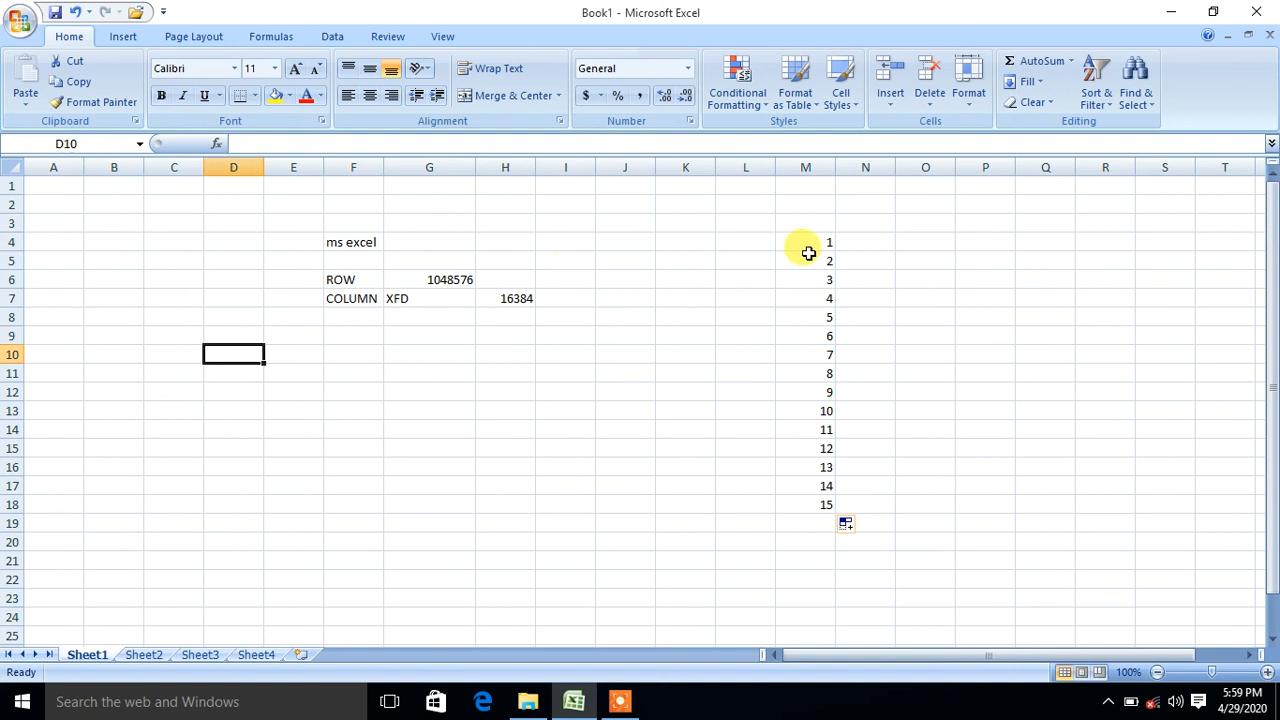 Book1 - Microsoft Excel
Home Insert Page Layout Formulas Data Review View
Paste
Cut
Copy
Format Painter
Clipboard
Calibri 11
B I U
Font
Wrap Text
Merge & Center
Alignment
General
$ % ,
Number
Conditional Formatting
Format as Table
Cell Styles
Styles
Insert
Delete
Format
Cells
AutoSum
Fill
Clear
Sort & Filter
Find & Select
Editing
D10 fx
A B C D E F G H I J K L M N O P Q R S T
1
2
3
4 ms excel 1
5 2
6 ROW 1048576 3
7 COLUMN XFD 16384 4
8 5
9 6
10 7
11 8
12 9
13 10
14 11
15 12
16 13
17 14
18 15
19
20
21
22
23
24
25
Sheet1 Sheet2 Sheet3 Sheet4
Ready 100%
Search the web and Windows
5:59 PM
4/29/2020